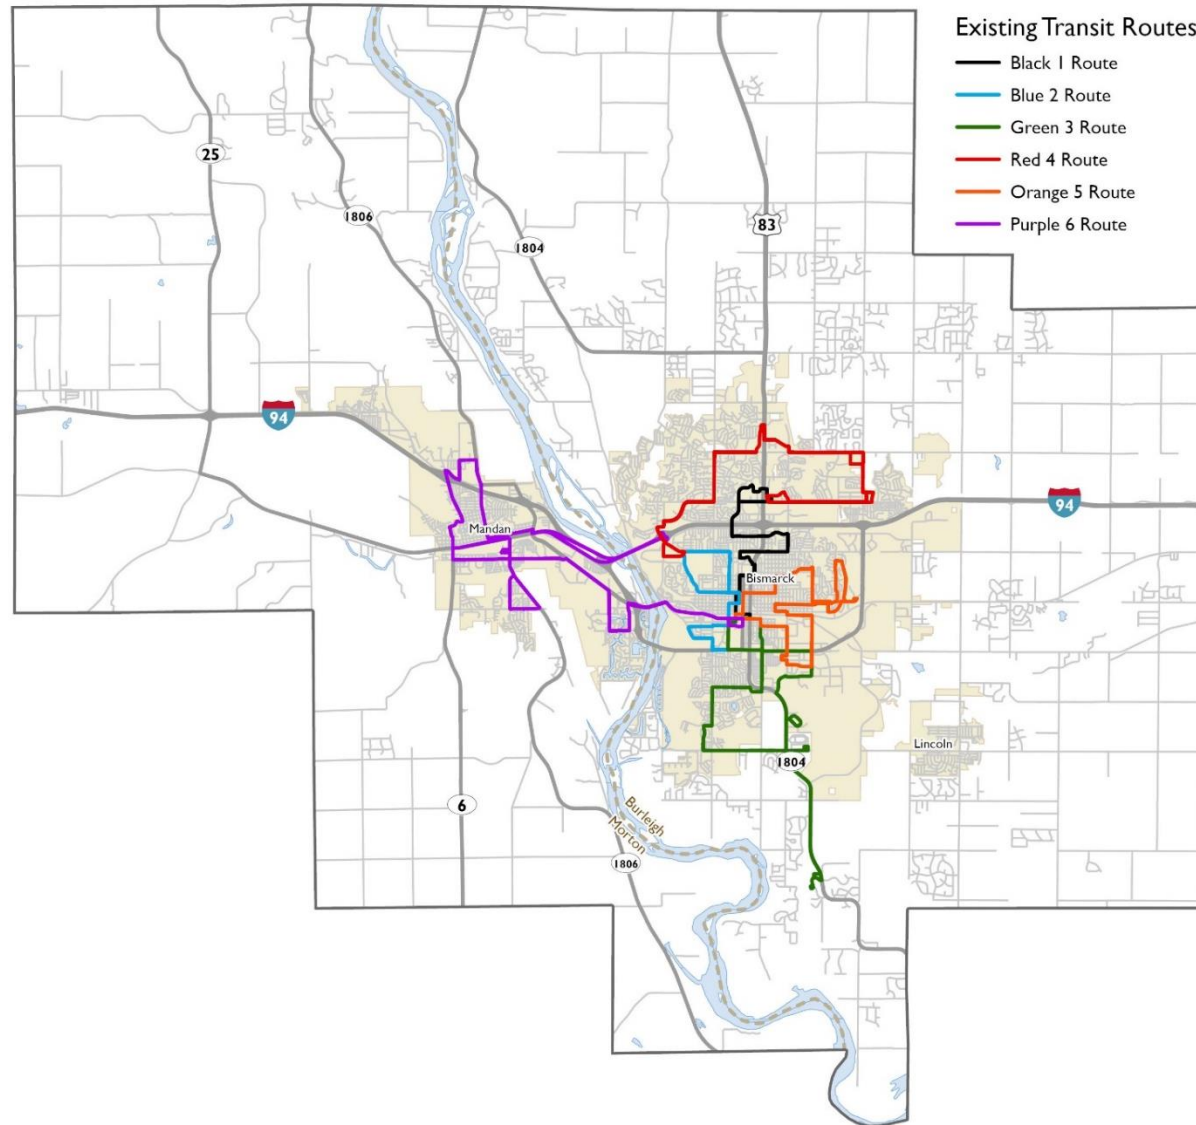 Existing Transit Routes
Black 1 Route
Blue 2 Route
Green 3 Route
Red 4 Route
Orange 5 Route
Purple 6 Route
25
1806
1804
83
94
94
Mandan
Bismarck
Lincoln
1804
6
Burleigh
Morton
1806